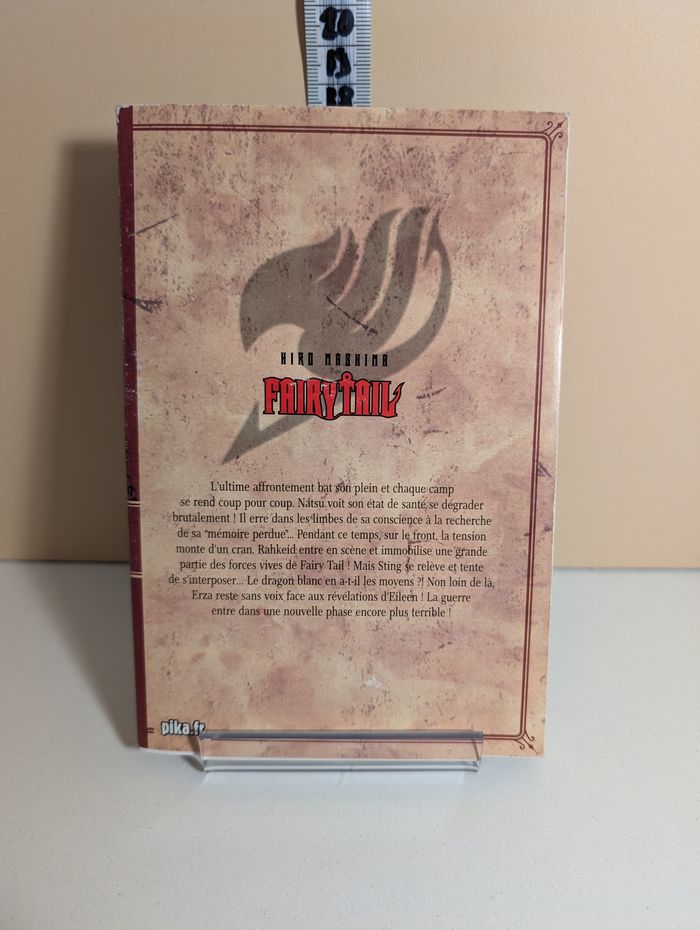 20
19
18
HIRO MASHIMA
FAIRY TAIL
L'ultime affrontement bat son plein et chaque camp
se rend coup pour coup. Natsu voit son état de santé se dégrader
brutalement ! Il erre dans les limbes de sa conscience à la recherche
de sa "mémoire perdue"... Pendant ce temps, sur le front, la tension
monte d'un cran. Rahkeid entre en scène et immobilise une grande
partie des forces vives de Fairy Tail ! Mais Sting se relève et tente
de s'interposer... Le dragon blanc en a-t-il les moyens ?! Non loin de là,
Erza reste sans voix face aux révélations d'Eileen ! La guerre
entre dans une nouvelle phase encore plus terrible !
pika.fr